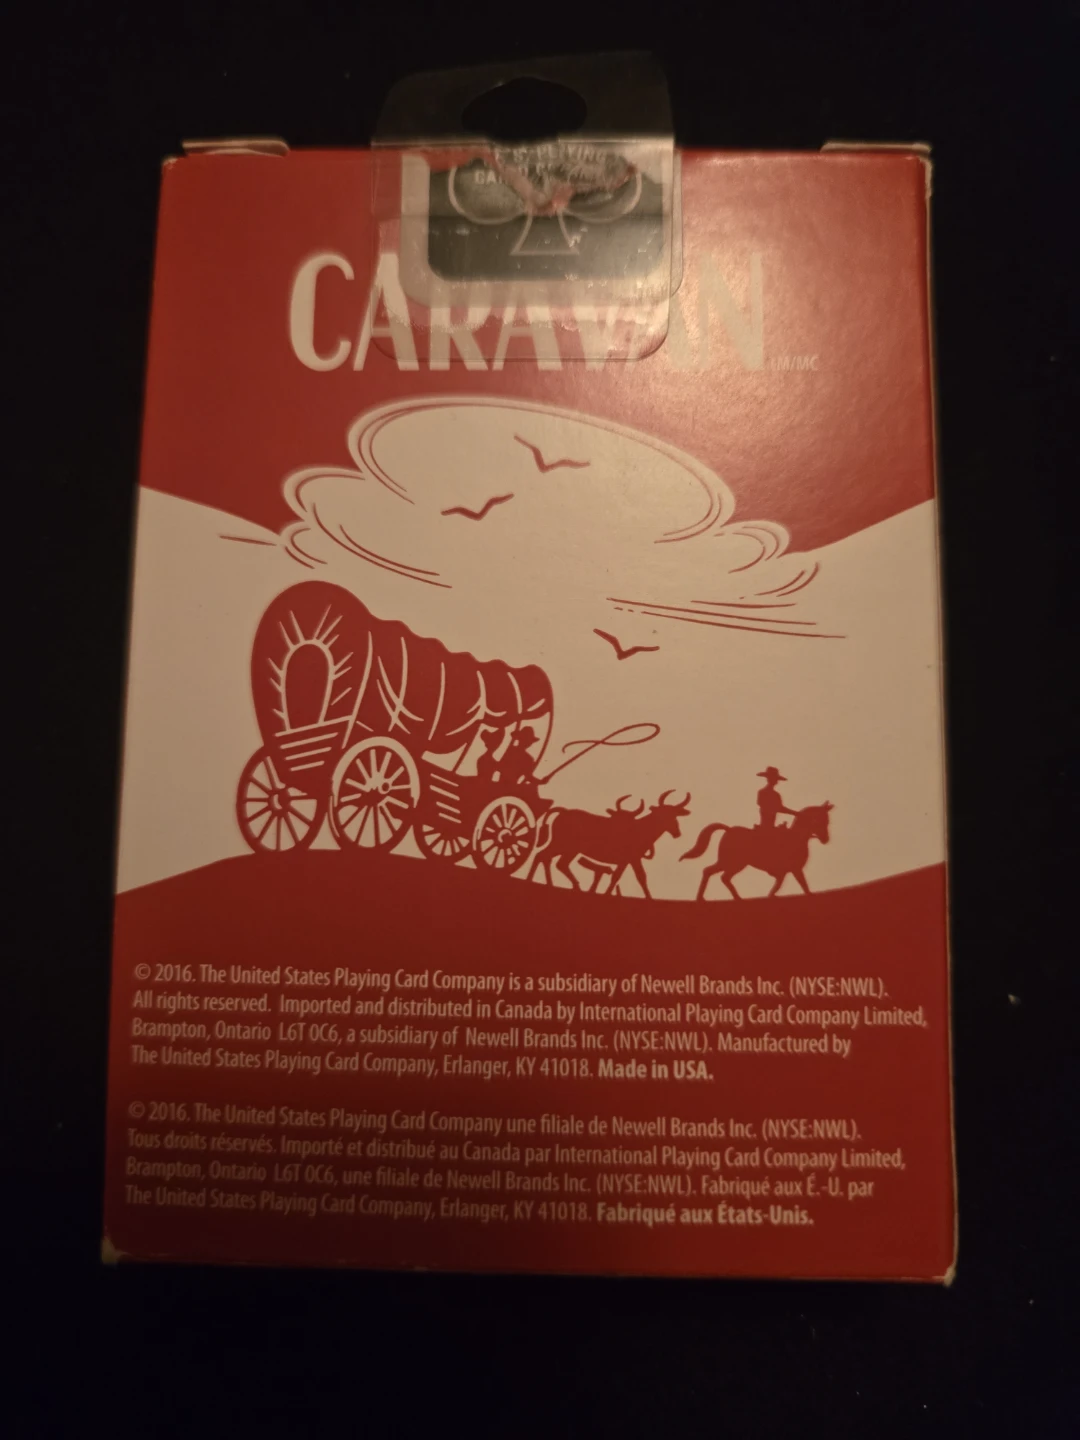 CARAVAN TM/MC
© 2016. The United States Playing Card Company is a subsidiary of Newell Brands Inc. (NYSE:NWL).
All rights reserved. Imported and distributed in Canada by International Playing Card Company Limited,
Brampton, Ontario L6T 0C6, a subsidiary of Newell Brands Inc. (NYSE:NWL). Manufactured by
The United States Playing Card Company, Erlanger, KY 41018. Made in USA.
© 2016. The United States Playing Card Company une filiale de Newell Brands Inc. (NYSE:NWL).
Tous droits réservés. Importé et distribué au Canada par International Playing Card Company Limited,
Brampton, Ontario L6T 0C6, une filiale de Newell Brands Inc. (NYSE:NWL). Fabriqué aux É.-U. par
The United States Playing Card Company, Erlanger, KY 41018. Fabriqué aux États-Unis.